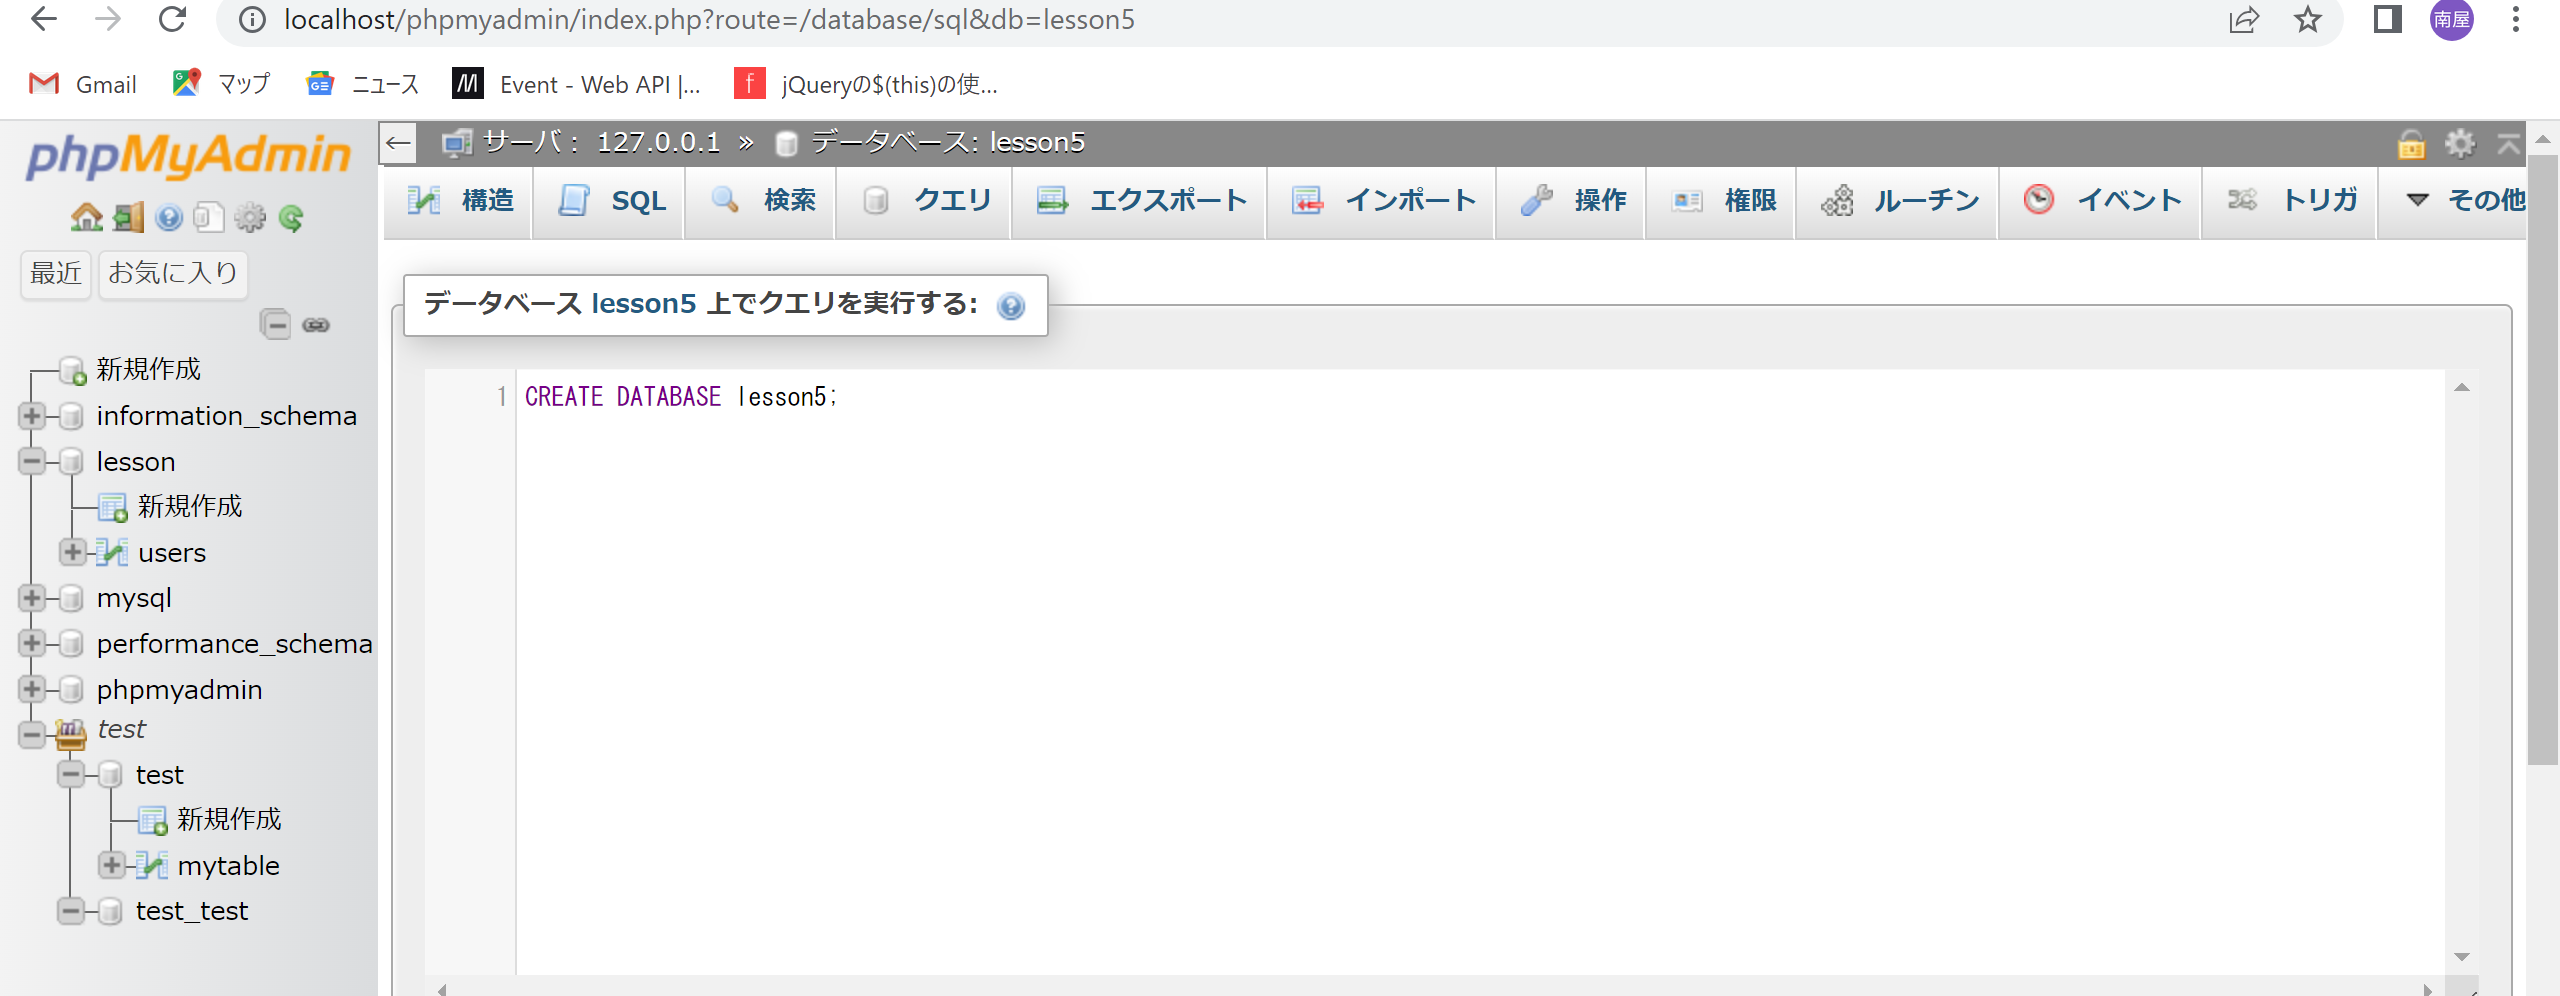 localhost/phpmyadmin/index.php?route=/database/sql&db=lesson5
南屋
Gmail マップ ニュース Event - Web API |... jQueryの$(this)の使...
phpMyAdmin
サーバ： 127.0.0.1 » データベース: lesson5
構造 SQL 検索 クエリ エクスポート インポート 操作 権限 ルーチン イベント トリガ その他
最近 お気に入り
データベース lesson5 上でクエリを実行する:
1 CREATE DATABASE lesson5;
新規作成
information_schema
lesson
新規作成
users
mysql
performance_schema
phpmyadmin
test
test
新規作成
mytable
test_test